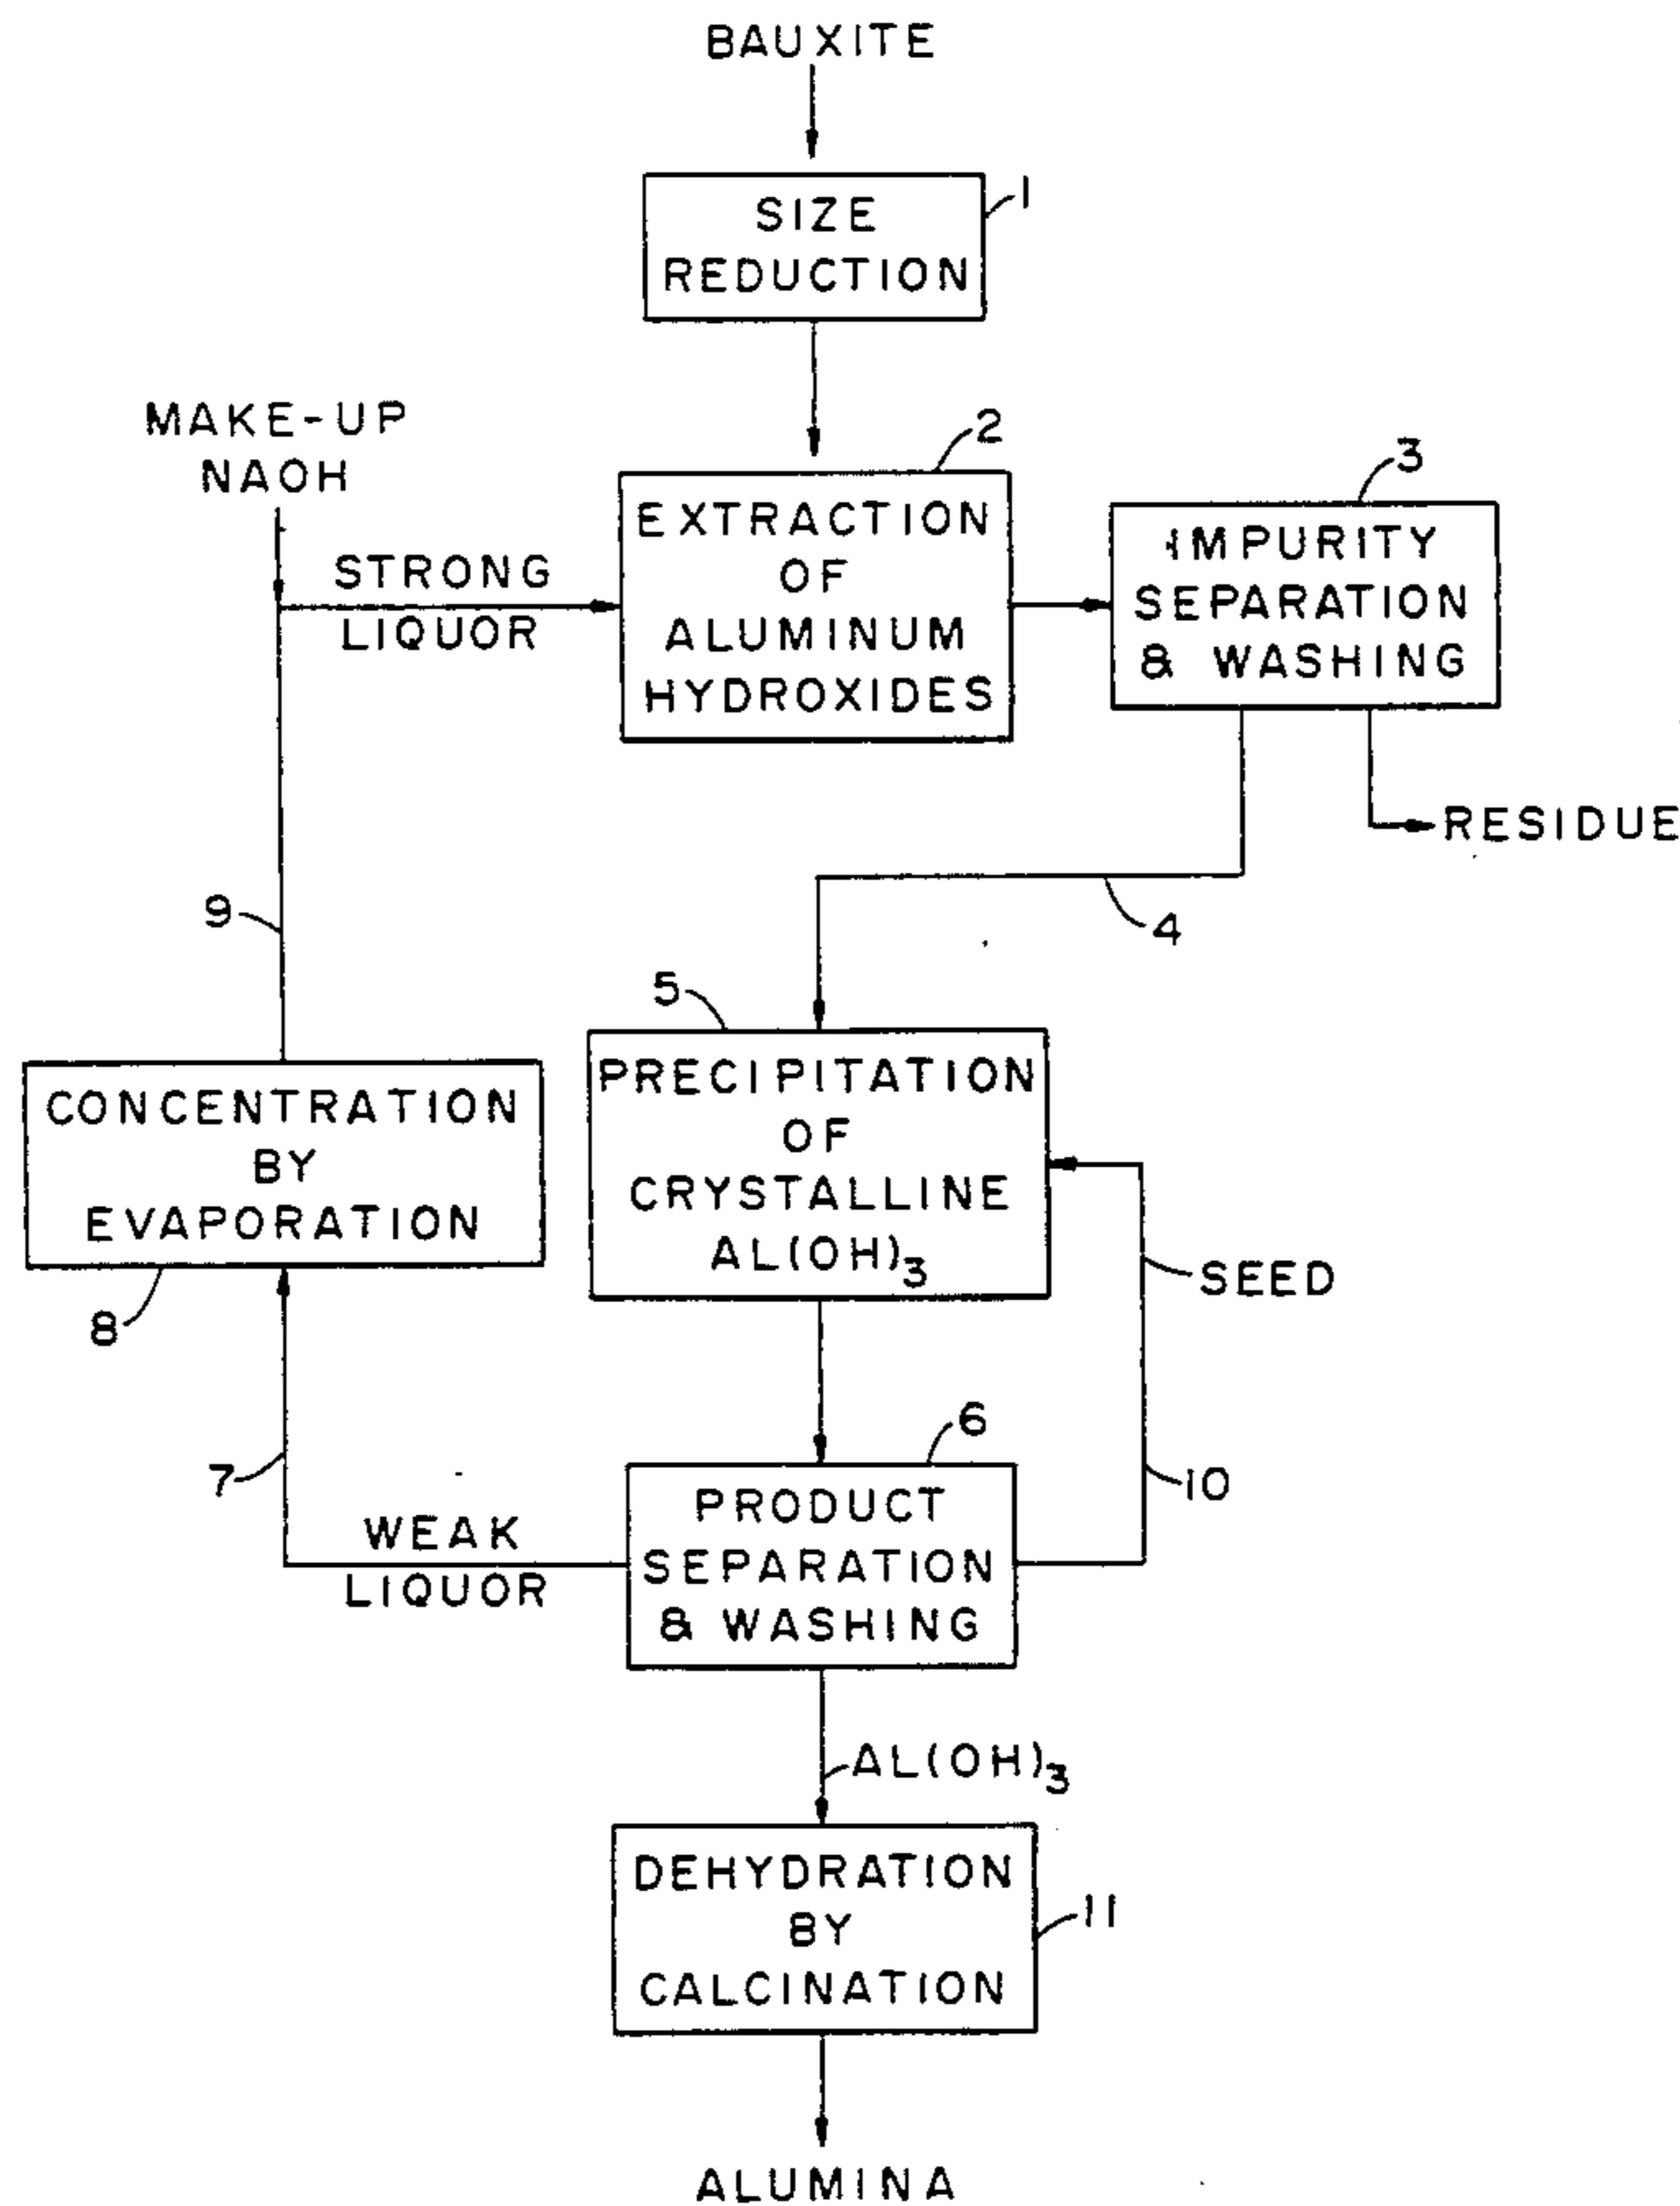 BAUXITE
SIZE
REDUCTION
1
MAKE-UP
NAOH
STRONG
LIQUOR
2
EXTRACTION
OF
ALUMINUM
HYDROXIDES
3
IMPURITY
SEPARATION
& WASHING
RESIDUE
4
9
5
PRECIPITATION
OF
CRYSTALLINE
AL(OH)3
CONCENTRATION
BY
EVAPORATION
8
SEED
10
6
PRODUCT
SEPARATION
& WASHING
7
WEAK
LIQUOR
AL(OH)3
DEHYDRATION
BY
CALCINATION
11
ALUMINA